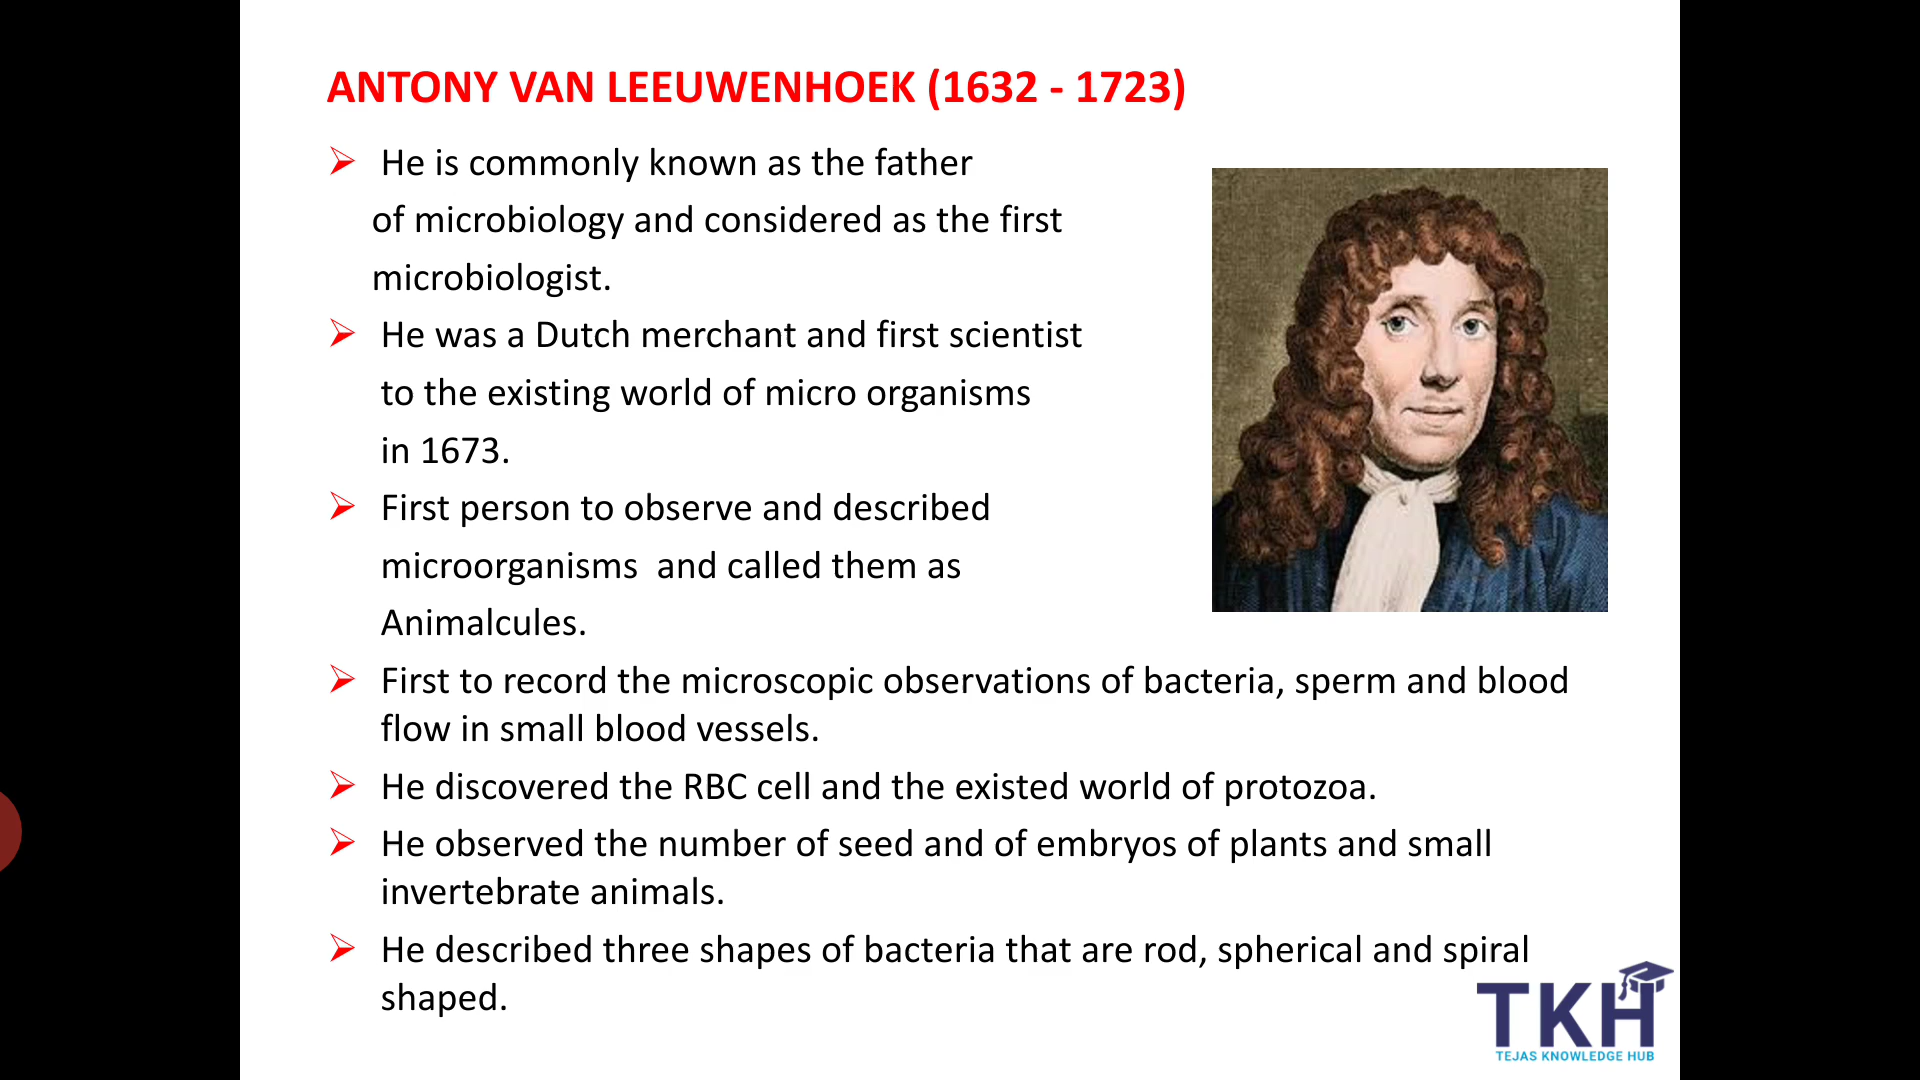 ANTONY VAN LEEUWENHOEK (1632 - 1723)
He is commonly known as the father
of microbiology and considered as the first
microbiologist.
He was a Dutch merchant and first scientist
to the existing world of micro organisms
in 1673.
First person to observe and described
microorganisms  and called them as
Animalcules.
First to record the microscopic observations of bacteria, sperm and blood
flow in small blood vessels.
He discovered the RBC cell and the existed world of protozoa.
He observed the number of seed and of embryos of plants and small
invertebrate animals.
He described three shapes of bacteria that are rod, spherical and spiral
shaped.
TKH
TEJAS KNOWLEDGE HUB